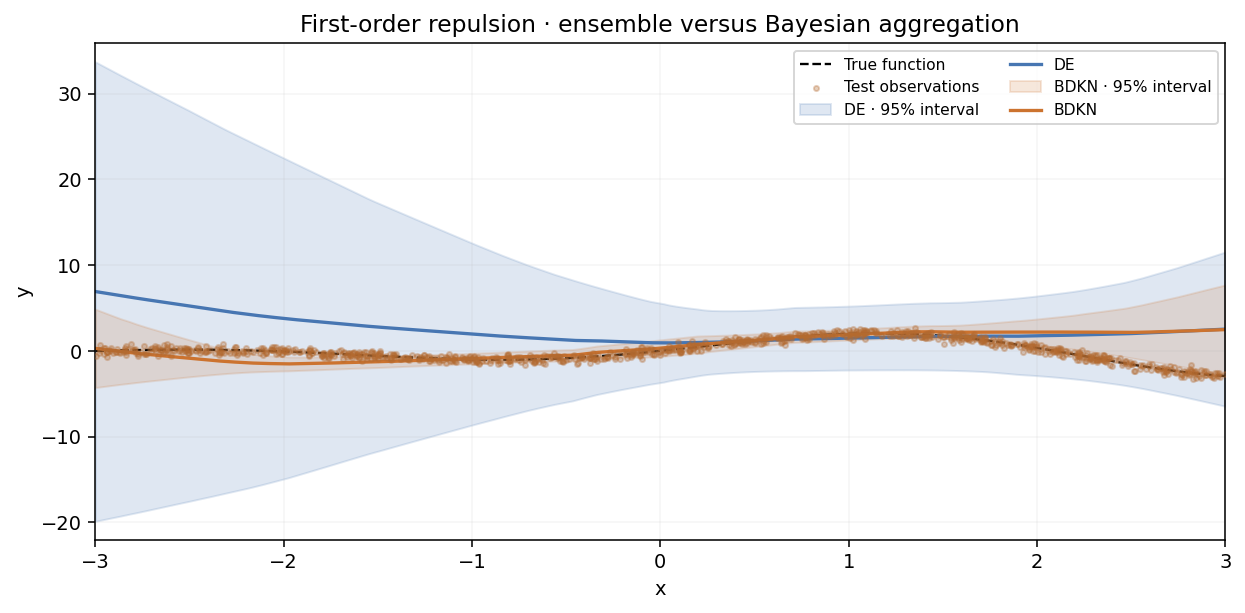 First-order repulsion · ensemble versus Bayesian aggregation
True function
Test observations
DE · 95% interval
DE
BDKN · 95% interval
BDKN
30
20
10
0
−10
−20
y
−3
−2
−1
0
1
2
3
x